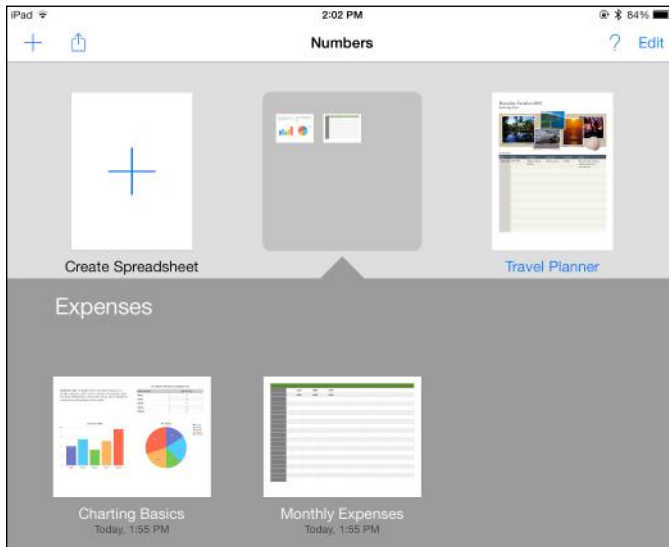 iPad 2:02 PM 84%
Numbers ? Edit
Create Spreadsheet
Travel Planner
Expenses
Charting Basics
Today, 1:55 PM
Monthly Expenses
Today, 1:55 PM